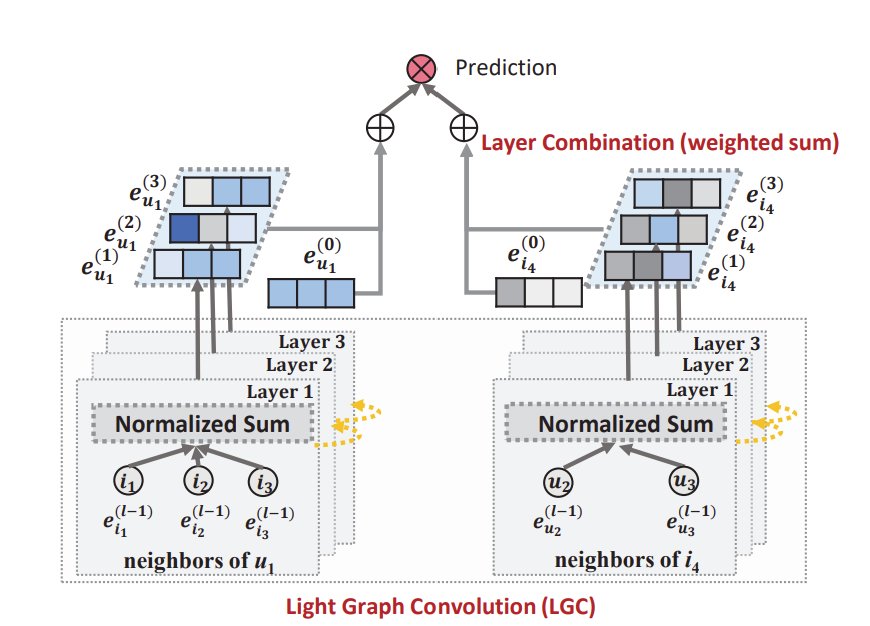 Prediction
Layer Combination (weighted sum)
e_{u_1}^{(3)}
e_{u_1}^{(2)}
e_{u_1}^{(1)}
e_{u_1}^{(0)}
e_{i_4}^{(0)}
e_{i_4}^{(3)}
e_{i_4}^{(2)}
e_{i_4}^{(1)}
Layer 3
Layer 2
Layer 1
Normalized Sum
i_1 i_2 i_3
e_{i_1}^{(l-1)} e_{i_2}^{(l-1)} e_{i_3}^{(l-1)}
neighbors of u_1
Layer 3
Layer 2
Layer 1
Normalized Sum
u_2 u_3
e_{u_2}^{(l-1)} e_{u_3}^{(l-1)}
neighbors of i_4
Light Graph Convolution (LGC)